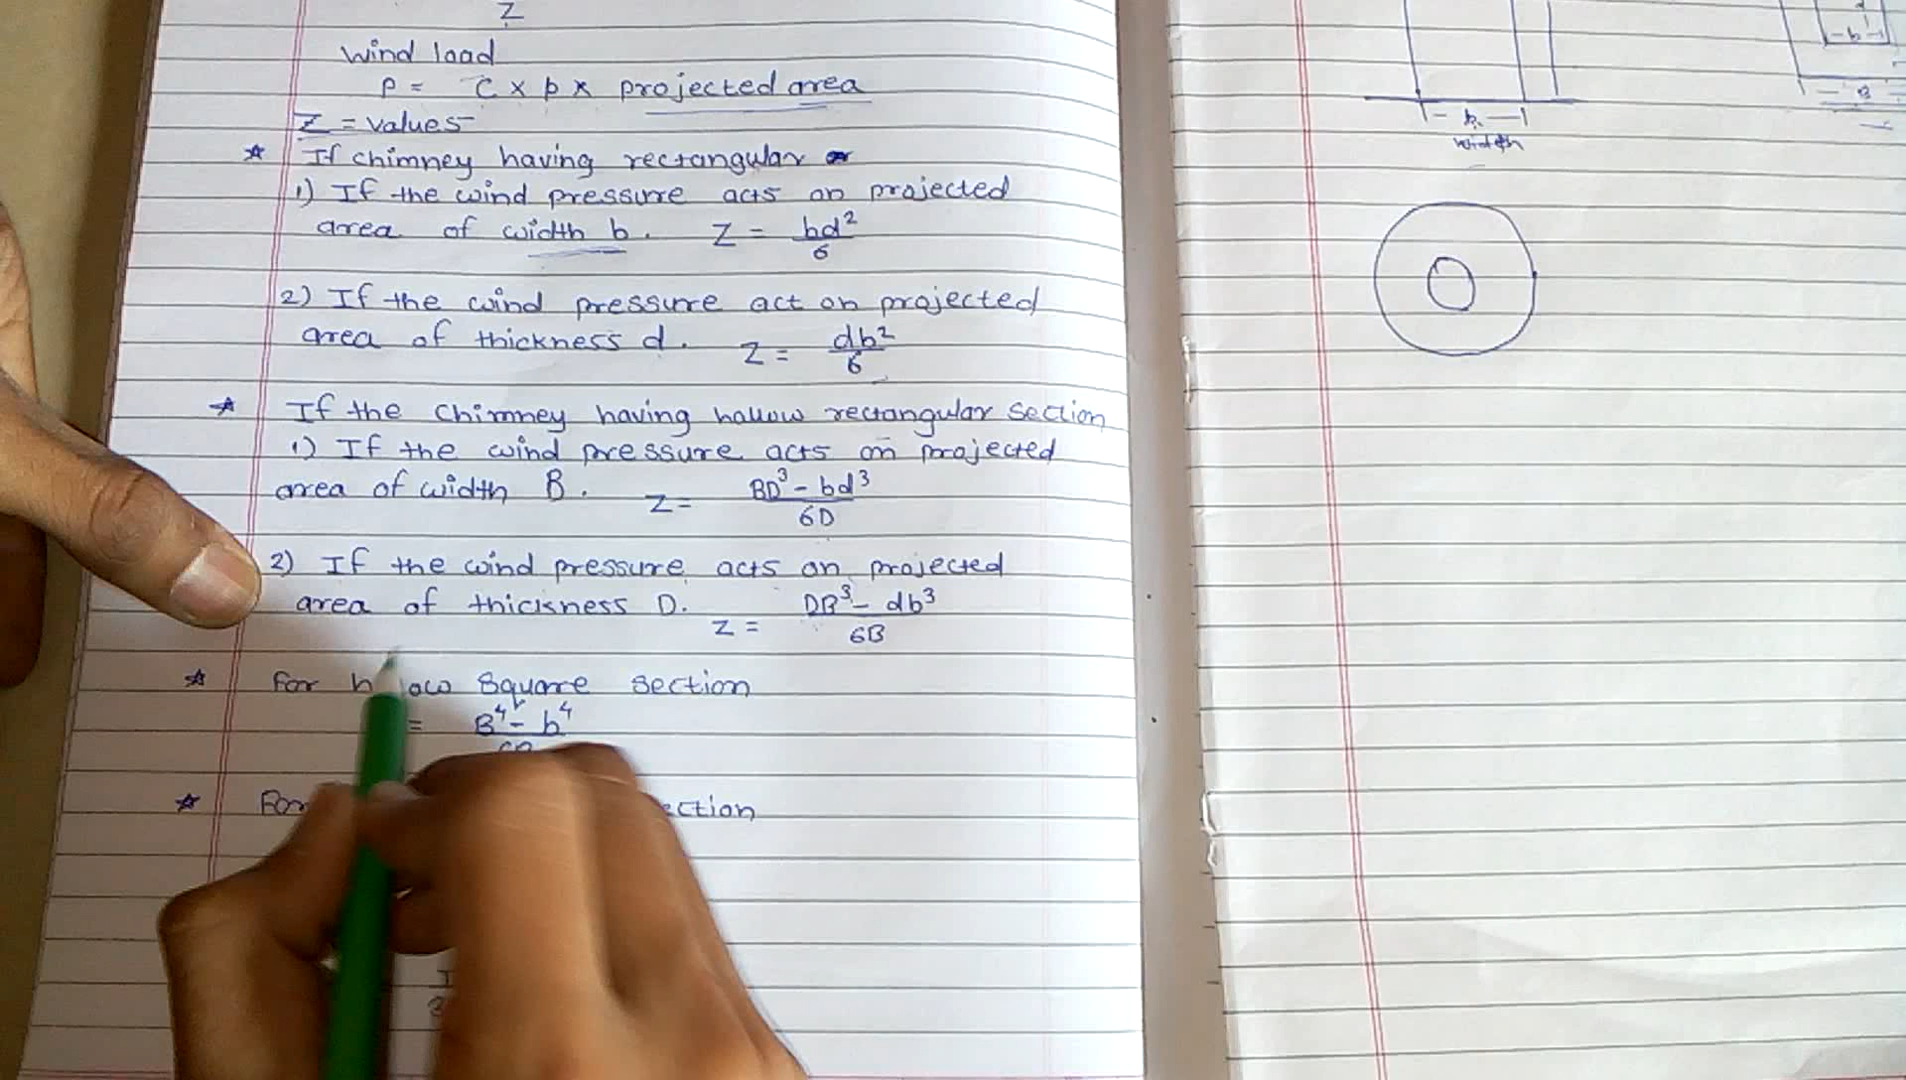 Z
Wind load
P = C × p × projected area
Z = values
☆ If chimney having rectangular
1) If the wind pressure acts on projected
area of width b. Z = bd²/6
2) If the wind pressure act on projected
area of thickness d. Z = db²/6
☆ If the chimney having hallow rectangular section
1) If the wind pressure acts on projected
area of width B. Z = BD³ - bd³/6D
2) If the wind pressure acts on projected
area of thickness D. Z = DB³ - db³/6B
☆ For square section
= B⁴ - b⁴
☆ For
b
width
b
B